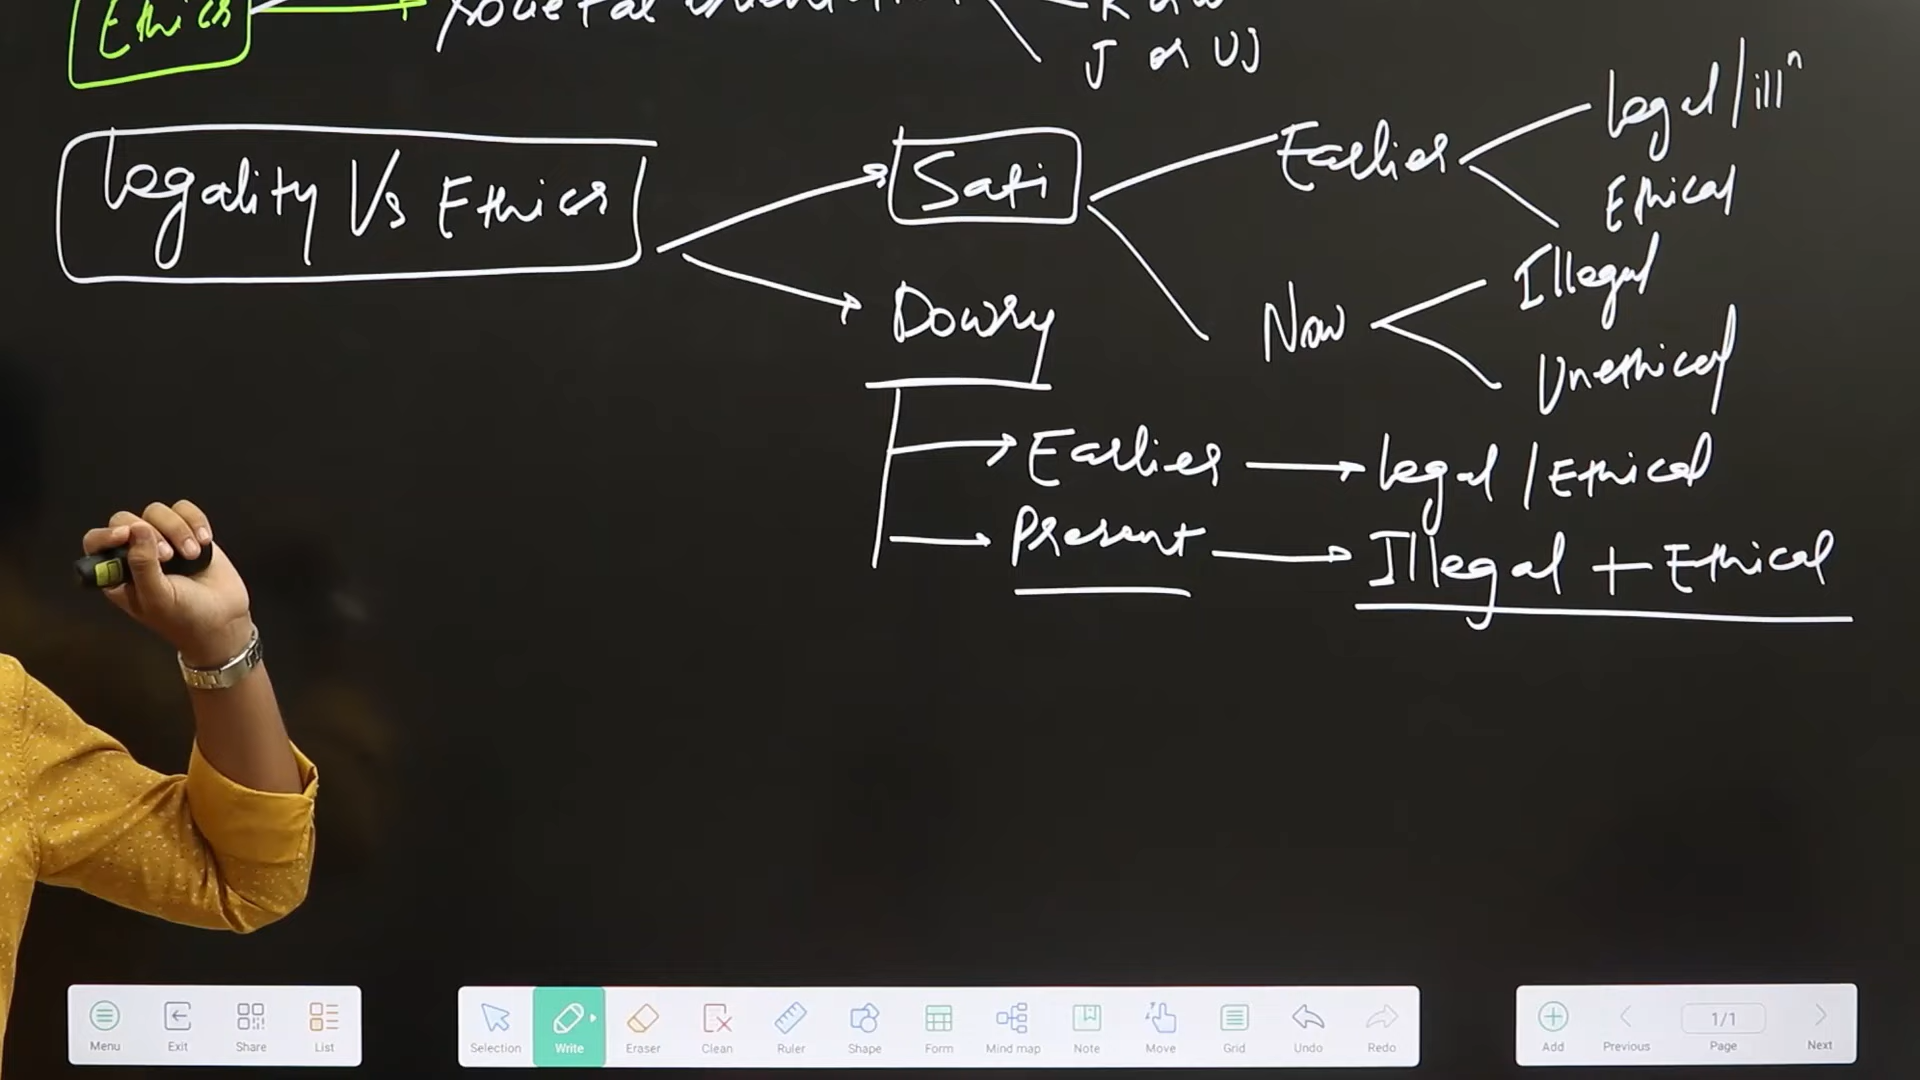 Ethics
Societal
J or UJ
Legality Vs Ethics
Sati
Earlier
Legal/illⁿ
Ethical
Illegal
Now
Unethical
Dowry
Earlier → Legal/Ethical
Present → Illegal + Ethical
Menu Exit Share List
Selection Write Eraser Clean Ruler Shape Form Mind map Note Move Grid Undo Redo
Add Previous 1/1 Page Next